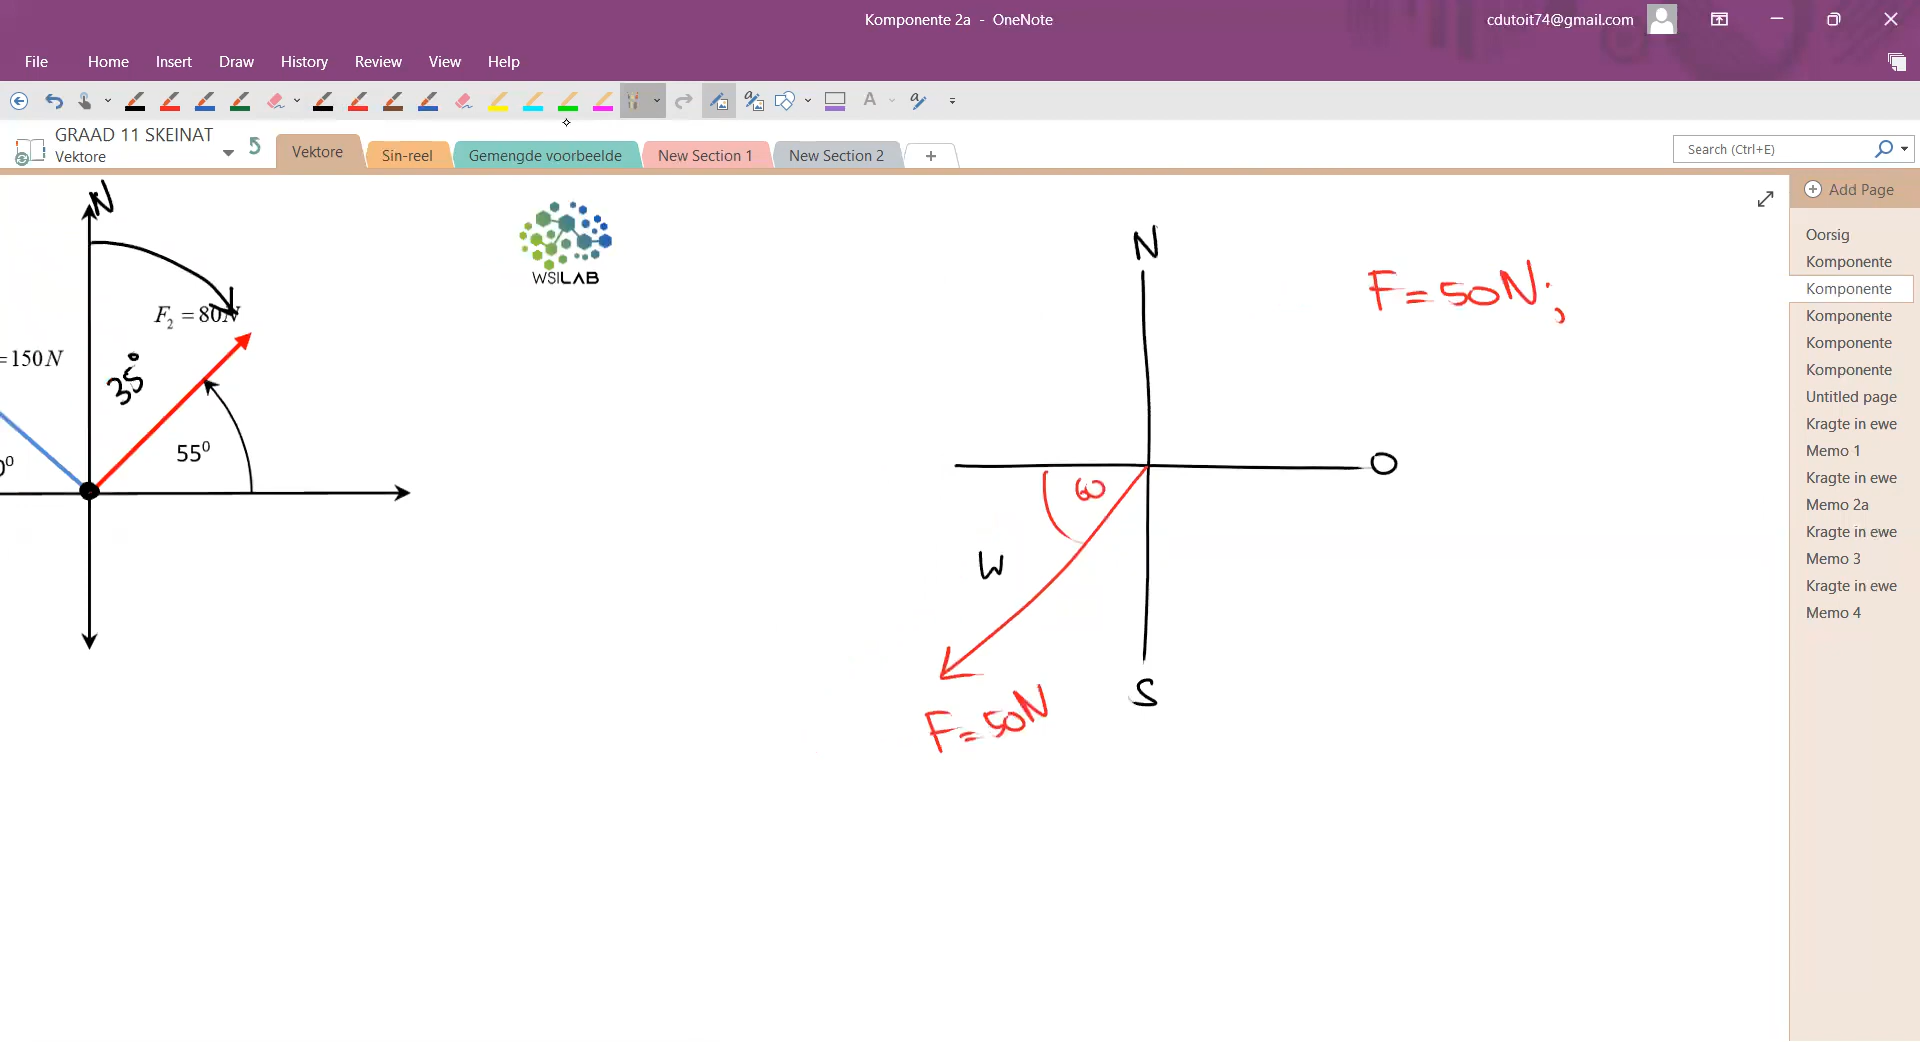 Komponente 2a - OneNote
cdutoit74@gmail.com
File Home Insert Draw History Review View Help
GRAAD 11 SKEINAT
Vektore
Vektore Sin-reel Gemengde voorbeelde New Section 1 New Section 2
Search (Ctrl+E)
Add Page
Oorsig
Komponente
Komponente
Komponente
Komponente
Komponente
Untitled page
Kragte in ewe
Memo 1
Kragte in ewe
Memo 2a
Kragte in ewe
Memo 3
Kragte in ewe
Memo 4
N
F₂ = 80N
=150N
35°
55⁰
0⁰
WSILAB
N
F=50N;
O
60
W
S
F=50N